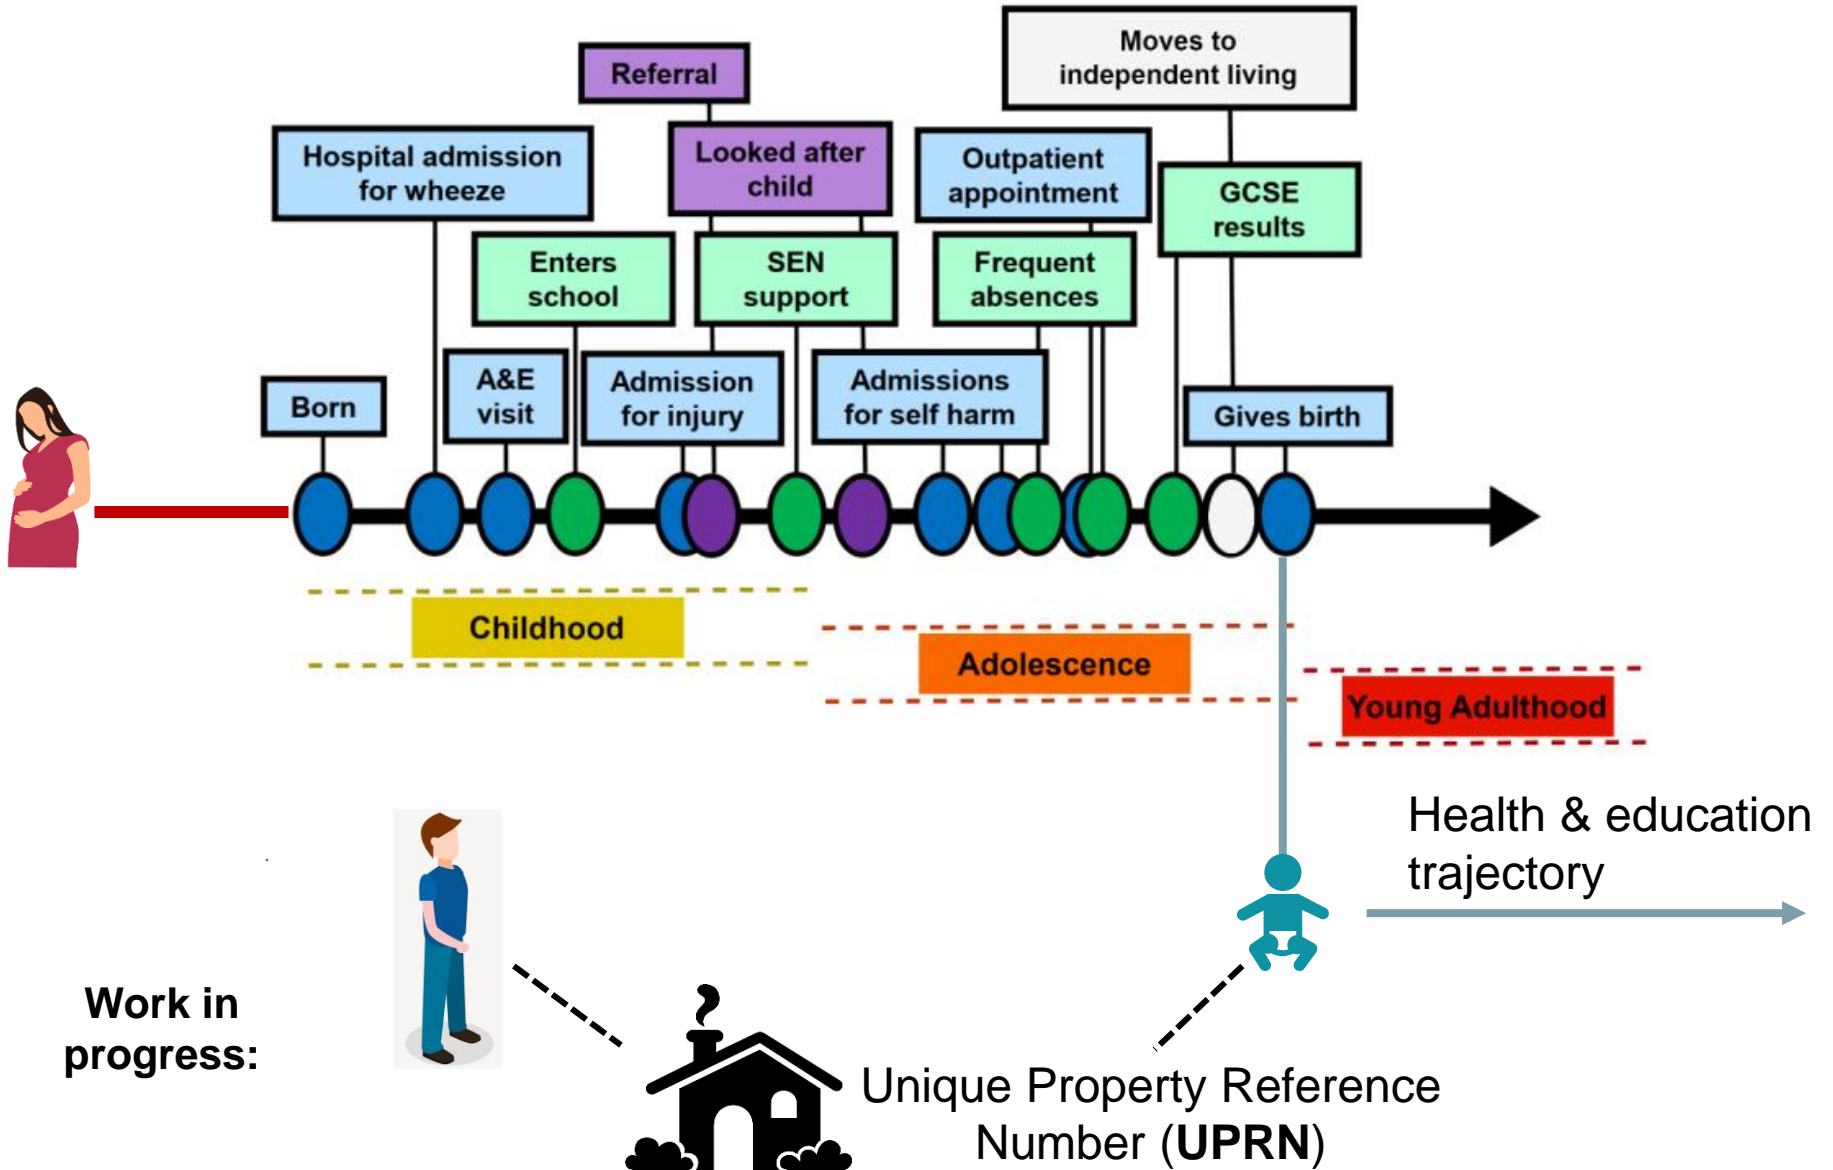 Moves to
independent living
Referral
Hospital admission
for wheeze
Looked after
child
Outpatient
appointment
GCSE
results
Enters
school
SEN
support
Frequent
absences
Born
A&E
visit
Admission
for injury
Admissions
for self harm
Gives birth
Childhood
Adolescence
Young Adulthood
Health & education
trajectory
Work in
progress:
Unique Property Reference
Number (UPRN)